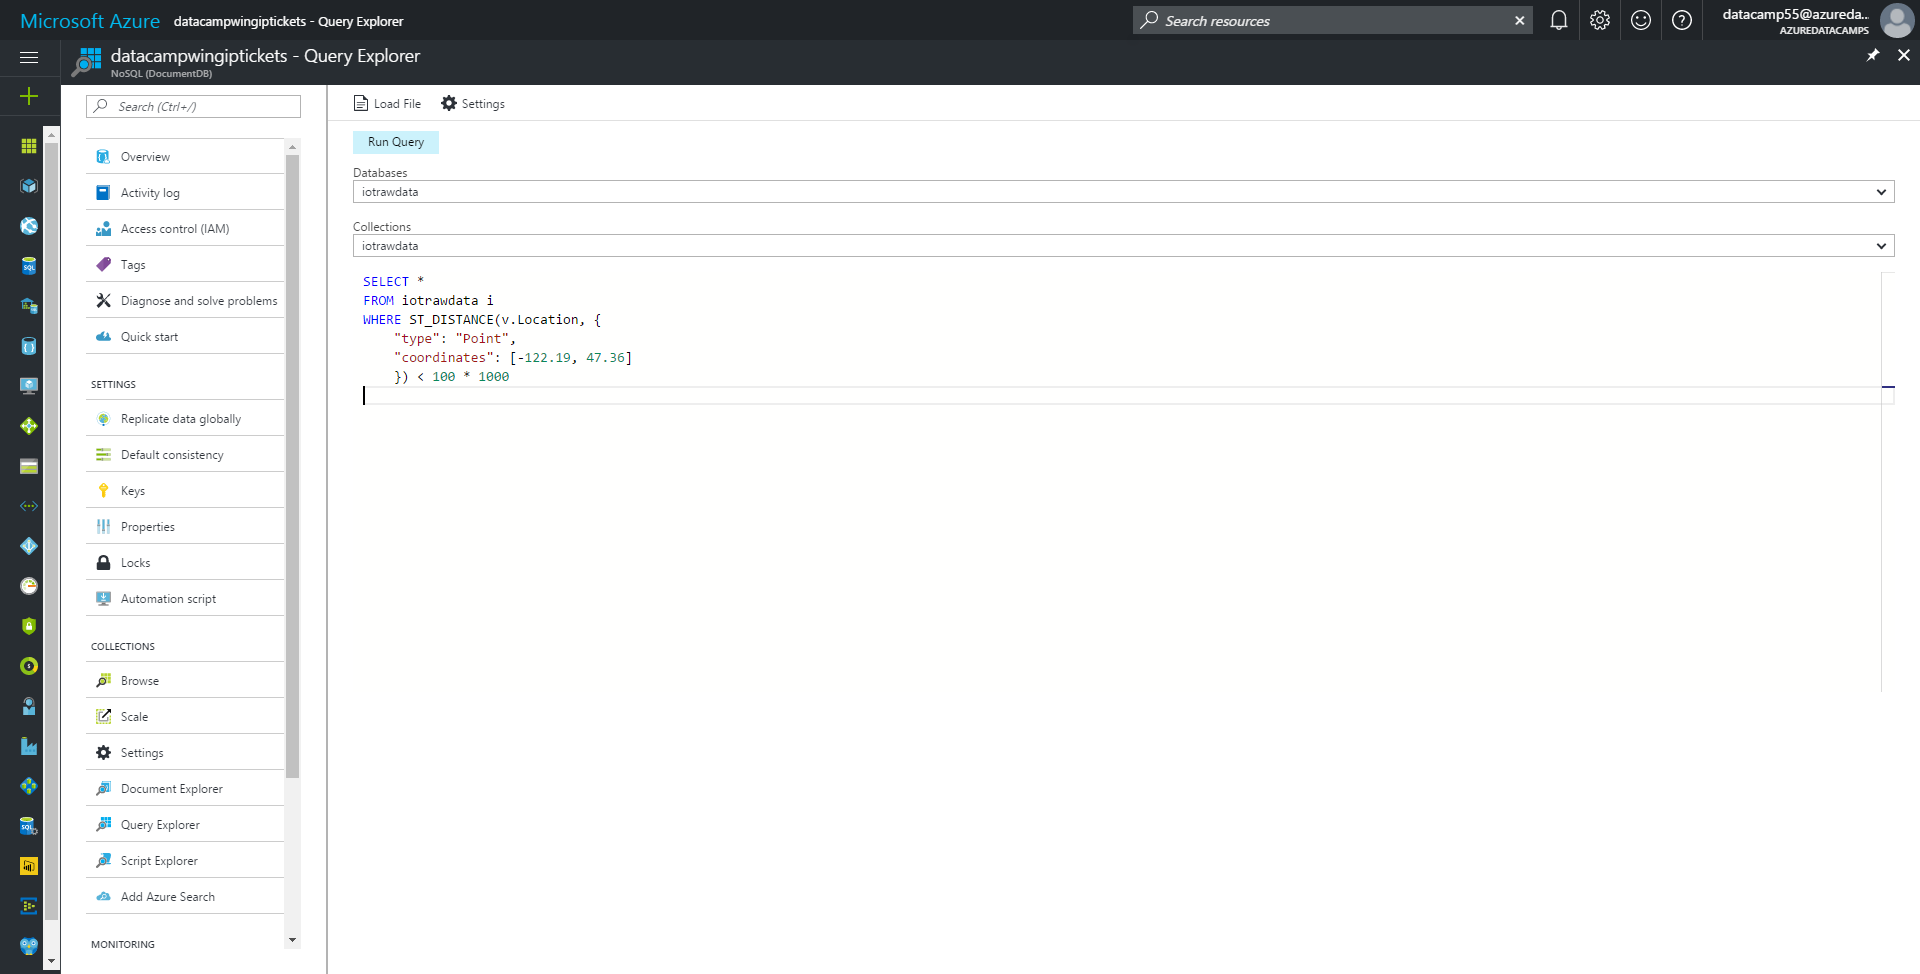 Microsoft Azure datacampwingiptickets - Query Explorer
Search resources
datacamp55@azureda...
AZUREDATACAMPS
datacampwingiptickets - Query Explorer
NoSQL (DocumentDB)
Search (Ctrl+/)
Overview
Activity log
Access control (IAM)
Tags
Diagnose and solve problems
Quick start
SETTINGS
Replicate data globally
Default consistency
Keys
Properties
Locks
Automation script
COLLECTIONS
Browse
Scale
Settings
Document Explorer
Query Explorer
Script Explorer
Add Azure Search
MONITORING
Load File
Settings
Run Query
Databases
iotrawdata
Collections
iotrawdata
SELECT *
FROM iotrawdata i
WHERE ST_DISTANCE(v.Location, {
"type": "Point",
"coordinates": [-122.19, 47.36]
}) < 100 * 1000